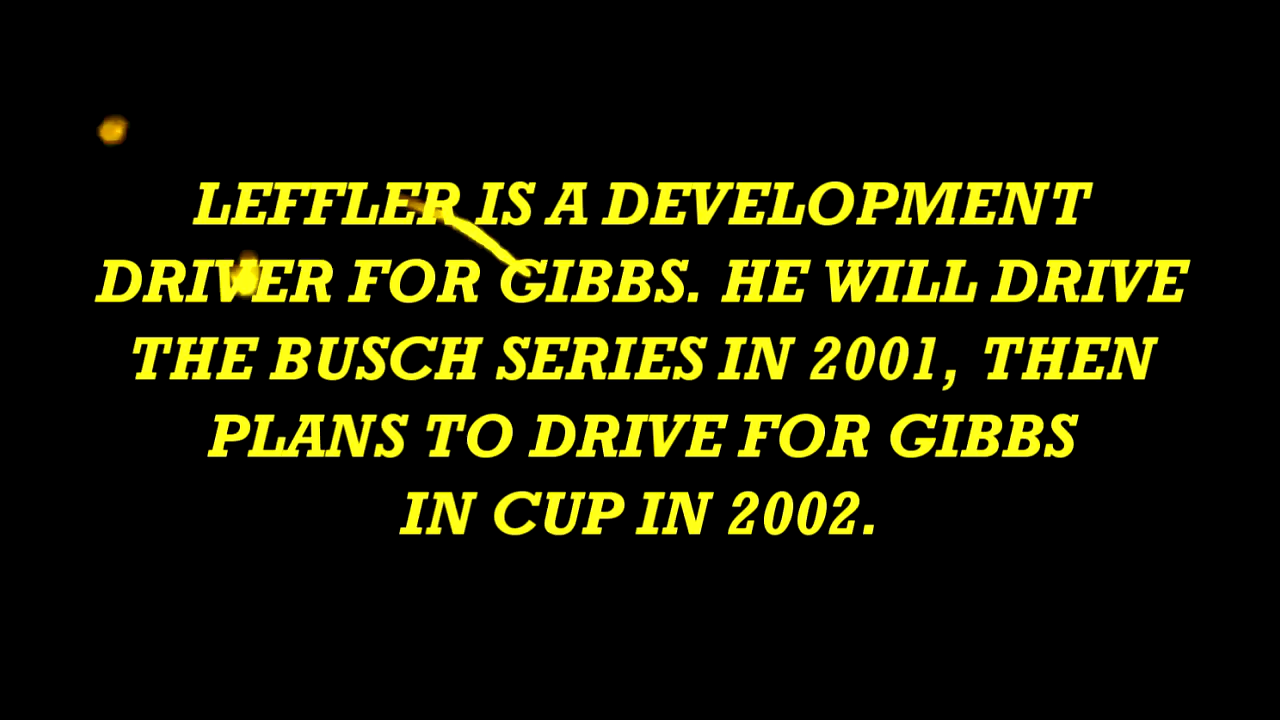 LEFFLER IS A DEVELOPMENT
DRIVER FOR GIBBS. HE WILL DRIVE
THE BUSCH SERIES IN 2001, THEN
PLANS TO DRIVE FOR GIBBS
IN CUP IN 2002.